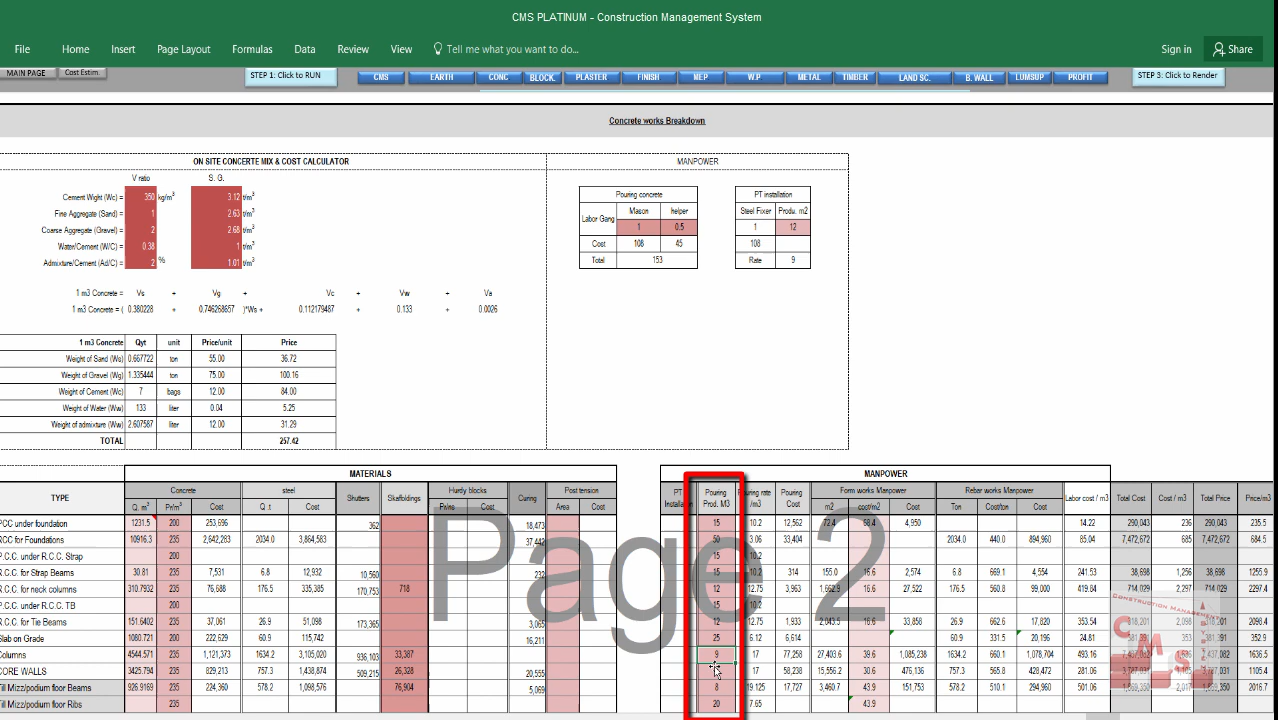 CMS PLATINUM - Construction Management System
File Home Insert Page Layout Formulas Data Review View Tell me what you want to do... Sign in Share
MAIN PAGE Cost Estim. STEP 1: Click to RUN CMS EARTH CONC BLOCK. PLASTER FINISH MEP W.P METAL TIMBER LAND SC. B. WALL LUMSUP PROFIT STEP 3: Click to Render
Concrete works Breakdown
ON SITE CONCERTE MIX & COST CALCULATOR MANPOWER
V ratio S. G.
Cement Wight (Wc) = 350 kg/m³ 3.12 t/m³
Fine Aggregate (Sand) = 1 2.63 t/m³
Coarse Aggregate (Gravel) = 2 2.68 t/m³
Water/Cement (W/C) = 0.38 1 t/m³
Admixture/Cement (Ad/C) = 2 % 1.01 t/m³
Pouring concrete PT installation
Labor Gang Mason helper Steel Fixer Produ. m2
1 0.5 1 12
Cost 108 45 108
Total 153 Rate 9
1 m3 Concrete = Vs + Vg + Vc + Vw + Va
1 m3 Concrete = ( 0.380228 + 0.746268657 )*Ws + 0.112179487 + 0.133 + 0.0026
1 m3 Concrete Qyt unit Price/unit Price
Weight of Sand (Ws) 0.667722 ton 55.00 36.72
Weight of Gravel (Wg) 1.335444 ton 75.00 100.16
Weight of Cement (Wc) 7 bags 12.00 84.00
Weight of Water (Ww) 133 liter 0.04 5.25
Weight of admixture (Ww) 2.607587 liter 12.00 31.29
TOTAL 257.42
MATERIALS MANPOWER
TYPE Concrete steel Shutters Skaffoldings Hurdy blocks Curing Post tension Pouring Prod. M3 Pouring rate /m3 Pouring Cost Form works Manpower Rebar works Manpower Labor cost / m3 Total Cost Cost / m3 Total Price Price/m3
Q. m³ Pr/m³ Cost Q .t Cost Pr/ns Cost Area Cost m2 cost/m2 Cost Ton Cost/ton Cost
PCC under foundation 1231.5 200 253,696 362 18,473 15 10.2 12,562 72.4 68.4 4,950 14.22 290,043 236 290,043 235.5
RCC for Foundations 10916.3 235 2,642,283 2034.0 3,864,583 37,442 50 3.06 33,404 2034.0 440.0 894,960 85.04 7,472,672 685 7,472,672 684.5
P.C.C. under R.C.C. Strap 200 15 10.2
R.C.C. for Strap Beams 30.81 235 7,531 6.8 12,932 10,560 232 15 10.2 314 155.0 16.6 2,574 6.8 669.1 4,554 241.53 38,698 1,256 38,698 1255.9
R.C.C. for neck columns 310.7932 235 76,688 176.5 335,385 170,753 718 12 12.75 3,963 1,662.9 16.6 27,522 176.5 560.8 99,000 419.84 714,029 2,297 714,029 2297.4
P.C.C. under R.C.C. TB 200 15 10.2
R.C.C. for Tie Beams 151.6402 235 37,061 26.9 51,098 173,365 3,065 12 12.75 1,933 2,043.5 16.6 33,858 26.9 662.6 17,820 353.54 2098.4
Slab on Grade 1080.721 200 222,629 60.9 115,742 16,211 25 6.12 6,614 60.9 331.5 20,196 24.81 353 352.9
Columns 4544.571 235 1,121,373 1634.2 3,105,020 936,103 33,387 9 17 77,258 27,403.6 39.6 1,085,265 1634.2 660.1 1,078,704 493.16 1636.5
CORE WALLS 3425.794 235 829,213 757.3 1,438,874 509,215 26,328 20,555 17 58,238 15,556.2 30.6 476,136 757.3 565.8 428,472 281.06 1105.4
Till Mizz/podium floor Beams 926.9169 235 224,360 578.2 1,098,576 76,904 5,069 8 19.125 17,727 3,460.7 43.9 151,753 578.2 510.1 294,960 501.06 2016.7
Till Mizz/podium floor Ribs 235 20 7.65 43.9
Page 2
CONSTRUCTION MANAGEMENT
CMS